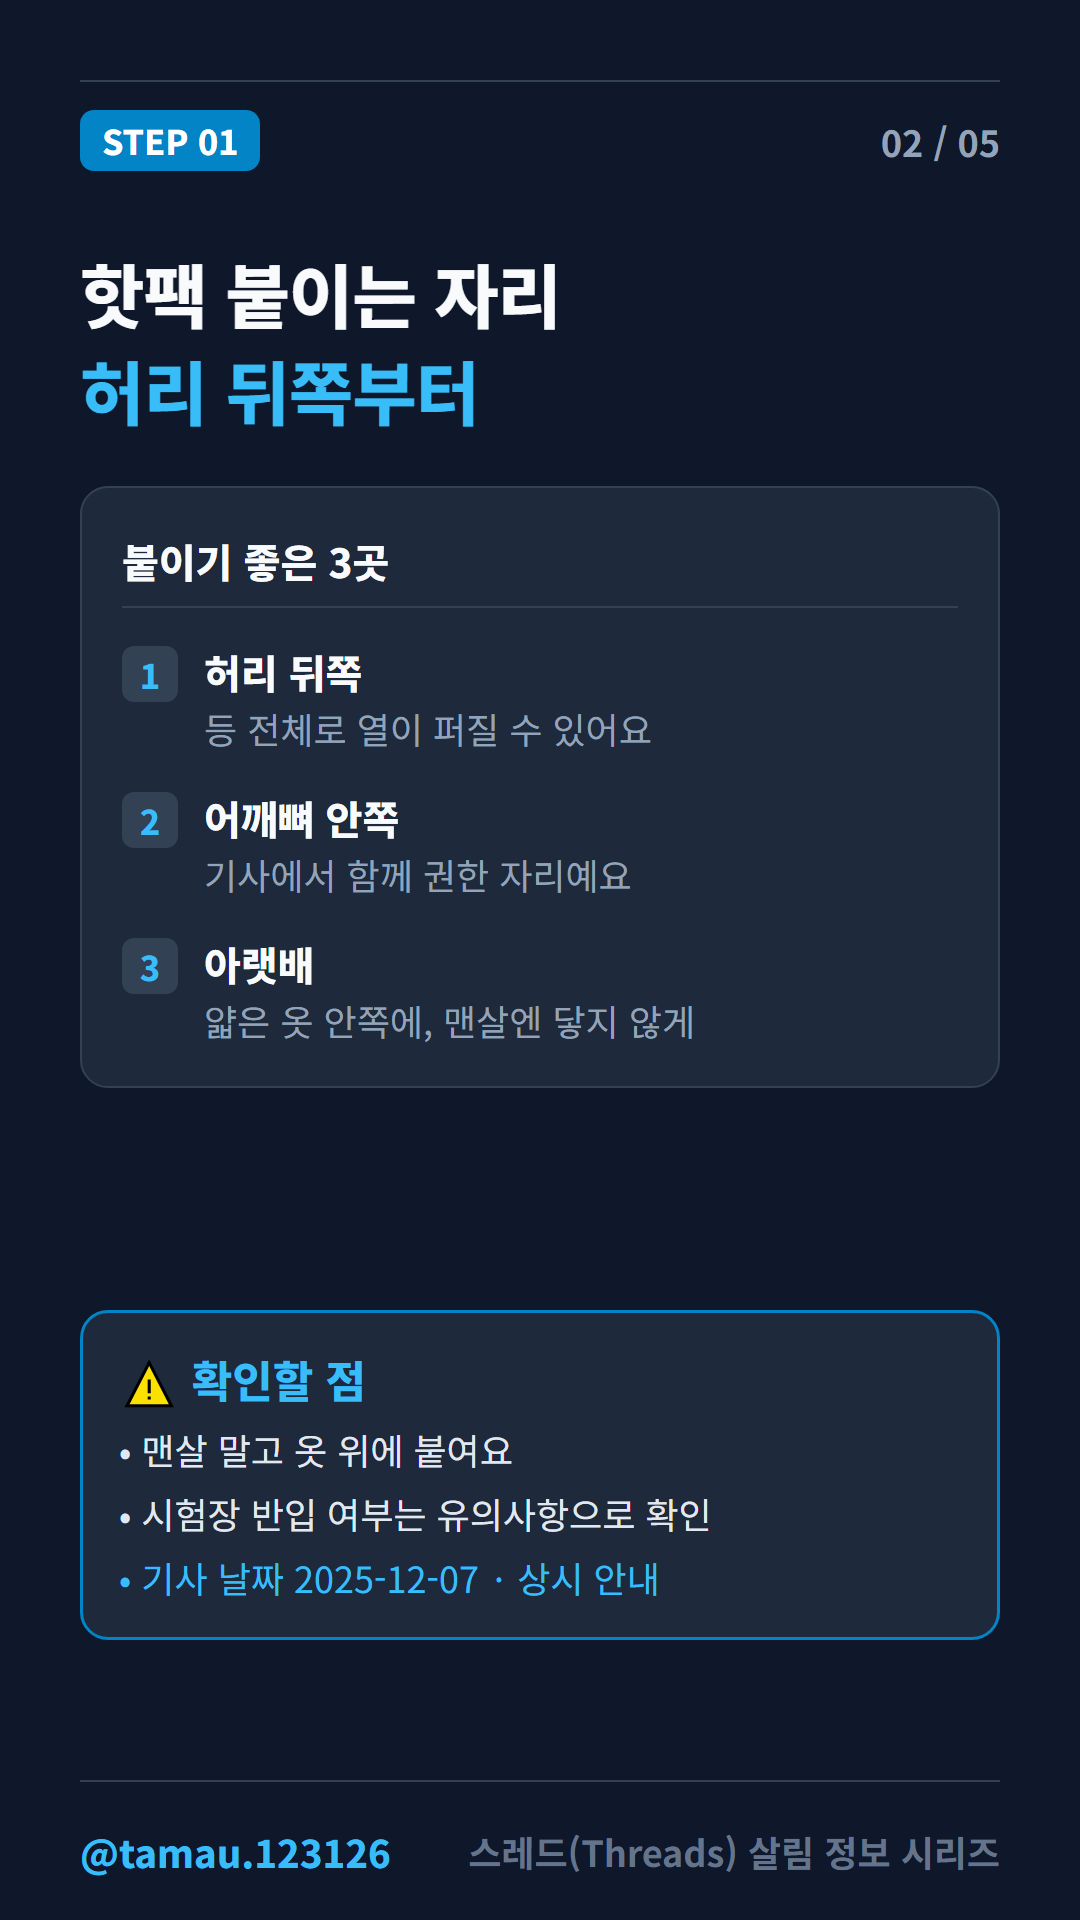 STEP 01
02 / 05
핫팩 붙이는 자리
허리 뒤쪽부터
붙이기 좋은 3곳
1 허리 뒤쪽
등 전체로 열이 퍼질 수 있어요
2 어깨뼈 안쪽
기사에서 함께 권한 자리예요
3 아랫배
얇은 옷 안쪽에, 맨살엔 닿지 않게
⚠ 확인할 점
• 맨살 말고 옷 위에 붙여요
• 시험장 반입 여부는 유의사항으로 확인
• 기사 날짜 2025-12-07 · 상시 안내
@tamau.123126
스레드(Threads) 살림 정보 시리즈